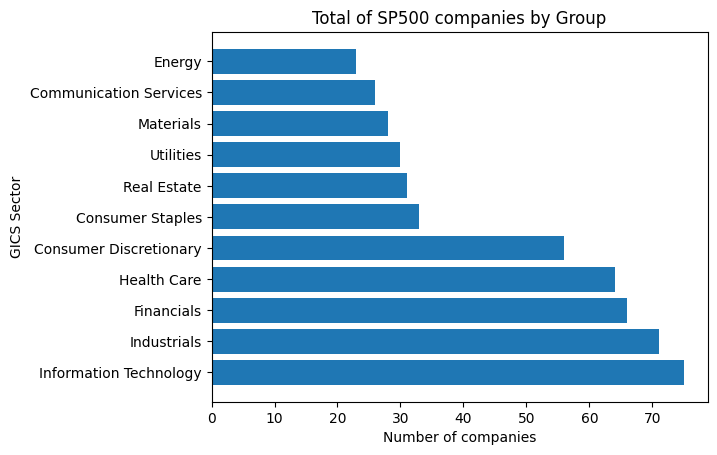 Total of SP500 companies by Group
Energy
Communication Services
Materials
Utilities
Real Estate
Consumer Staples
Consumer Discretionary
Health Care
Financials
Industrials
Information Technology
GICS Sector
0 10 20 30 40 50 60 70
Number of companies